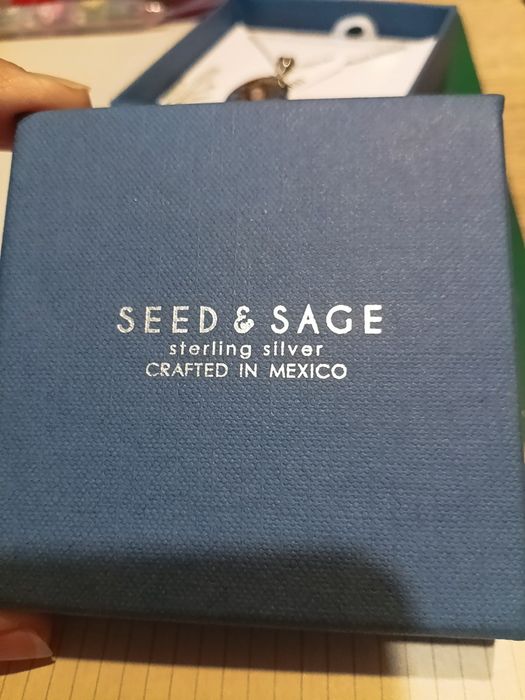 SEED & SAGE
sterling silver
CRAFTED IN MEXICO